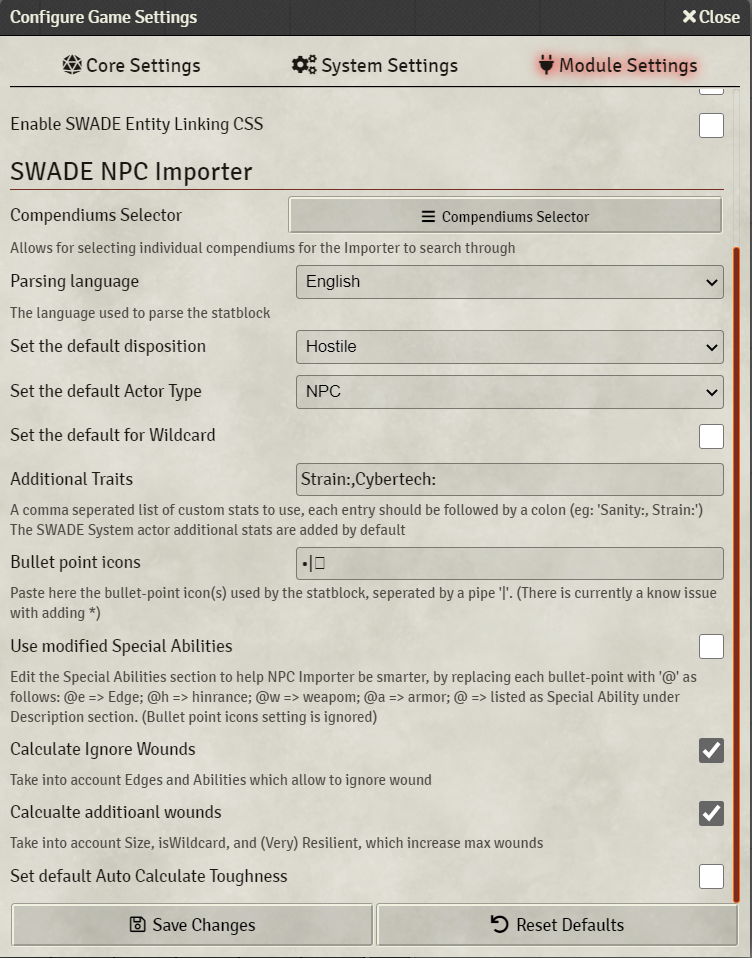 Configure Game Settings
Close
Core Settings
System Settings
Module Settings
Enable SWADE Entity Linking CSS
SWADE NPC Importer
Compendiums Selector
Compendiums Selector
Allows for selecting individual compendiums for the Importer to search through
Parsing language
English
The language used to parse the statblock
Set the default disposition
Hostile
Set the default Actor Type
NPC
Set the default for Wildcard
Additional Traits
Strain:,Cybertech:
A comma seperated list of custom stats to use, each entry should be followed by a colon (eg: 'Sanity:, Strain:')
The SWADE System actor additional stats are added by default
Bullet point icons
•|
Paste here the bullet-point icon(s) used by the statblock, seperated by a pipe '|'. (There is currently a know issue
with adding *)
Use modified Special Abilities
Edit the Special Abilities section to help NPC Importer be smarter, by replacing each bullet-point with '@' as
follows: @e => Edge; @h => hinrance; @w => weapom; @a => armor; @ => listed as Special Ability under
Description section. (Bullet point icons setting is ignored)
Calculate Ignore Wounds
Take into account Edges and Abilities which allow to ignore wound
Calcualte additioanl wounds
Take into account Size, isWildcard, and (Very) Resilient, which increase max wounds
Set default Auto Calculate Toughness
Save Changes
Reset Defaults